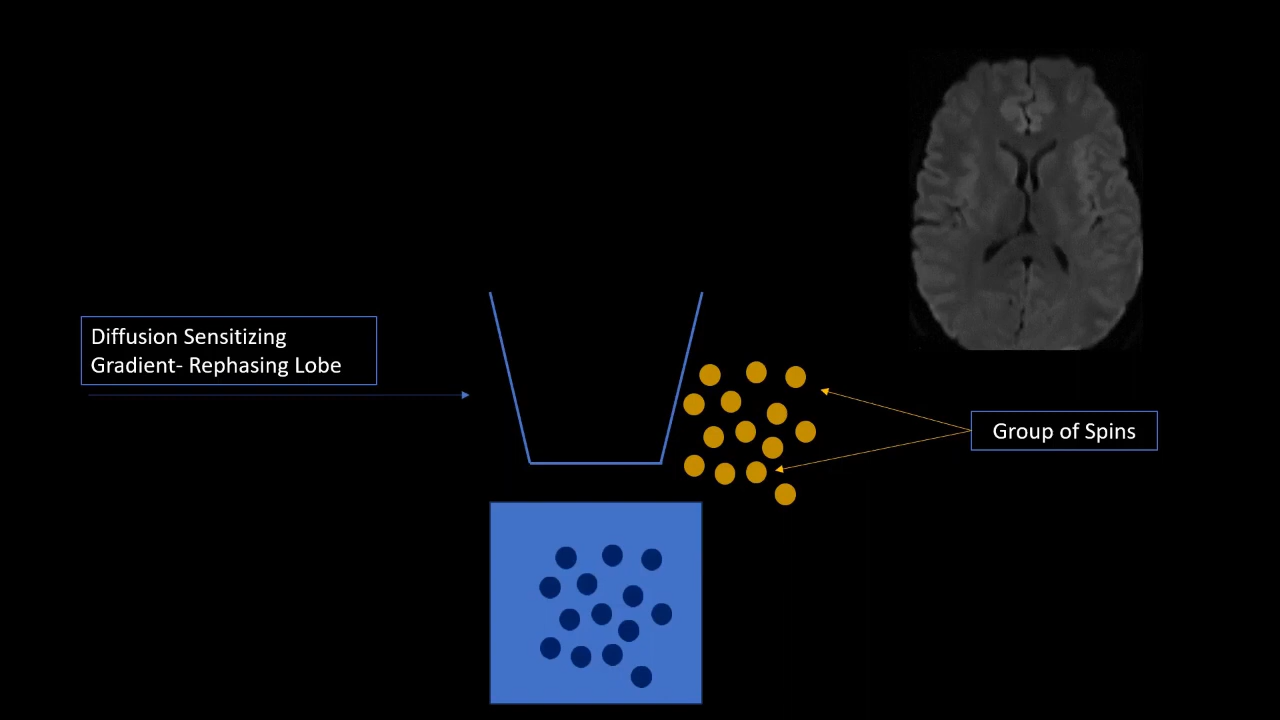 Diffusion Sensitizing
Gradient- Rephasing Lobe
Group of Spins